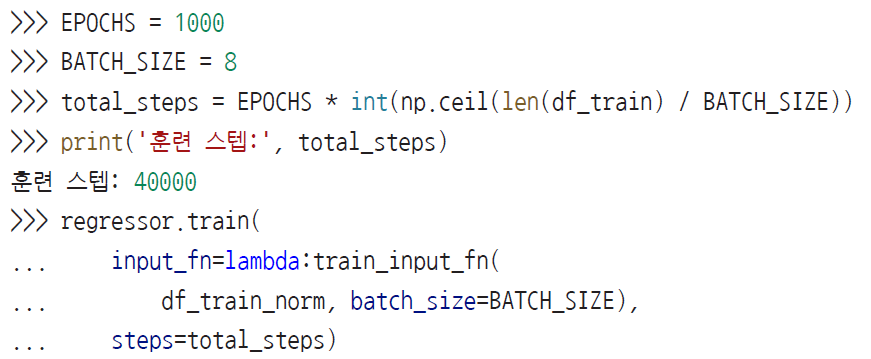 >>> EPOCHS = 1000
>>> BATCH_SIZE = 8
>>> total_steps = EPOCHS * int(np.ceil(len(df_train) / BATCH_SIZE))
>>> print('훈련 스텝:', total_steps)
훈련 스텝: 40000
>>> regressor.train(
...     input_fn=lambda:train_input_fn(
...         df_train_norm, batch_size=BATCH_SIZE),
...     steps=total_steps)